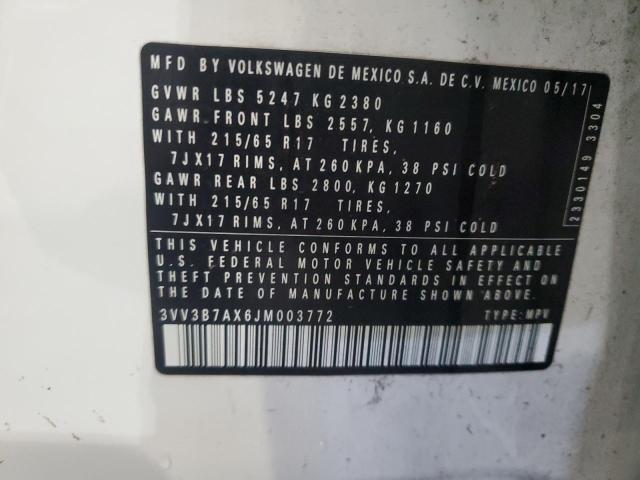 MFD BY VOLKSWAGEN DE MEXICO S.A. DE C.V. MEXICO 05/17
GVWR LBS 5247 KG 2380
GAWR FRONT LBS 2557, KG 1160
WITH 215/65 R17 TIRES,
7JX17 RIMS, AT 260 KPA, 38 PSI COLD
GAWR REAR LBS 2800, KG 1270
WITH 215/65 R17 TIRES,
7JX17 RIMS, AT 260 KPA, 38 PSI COLD
THIS VEHICLE CONFORMS TO ALL APPLICABLE
U.S. FEDERAL MOTOR VEHICLE SAFETY AND
THEFT PREVENTION STANDARDS IN EFFECT ON
THE DATE OF MANUFACTURE SHOWN ABOVE
3VV3B7AX6JM003772 TYPE: MPV
2330149 3304